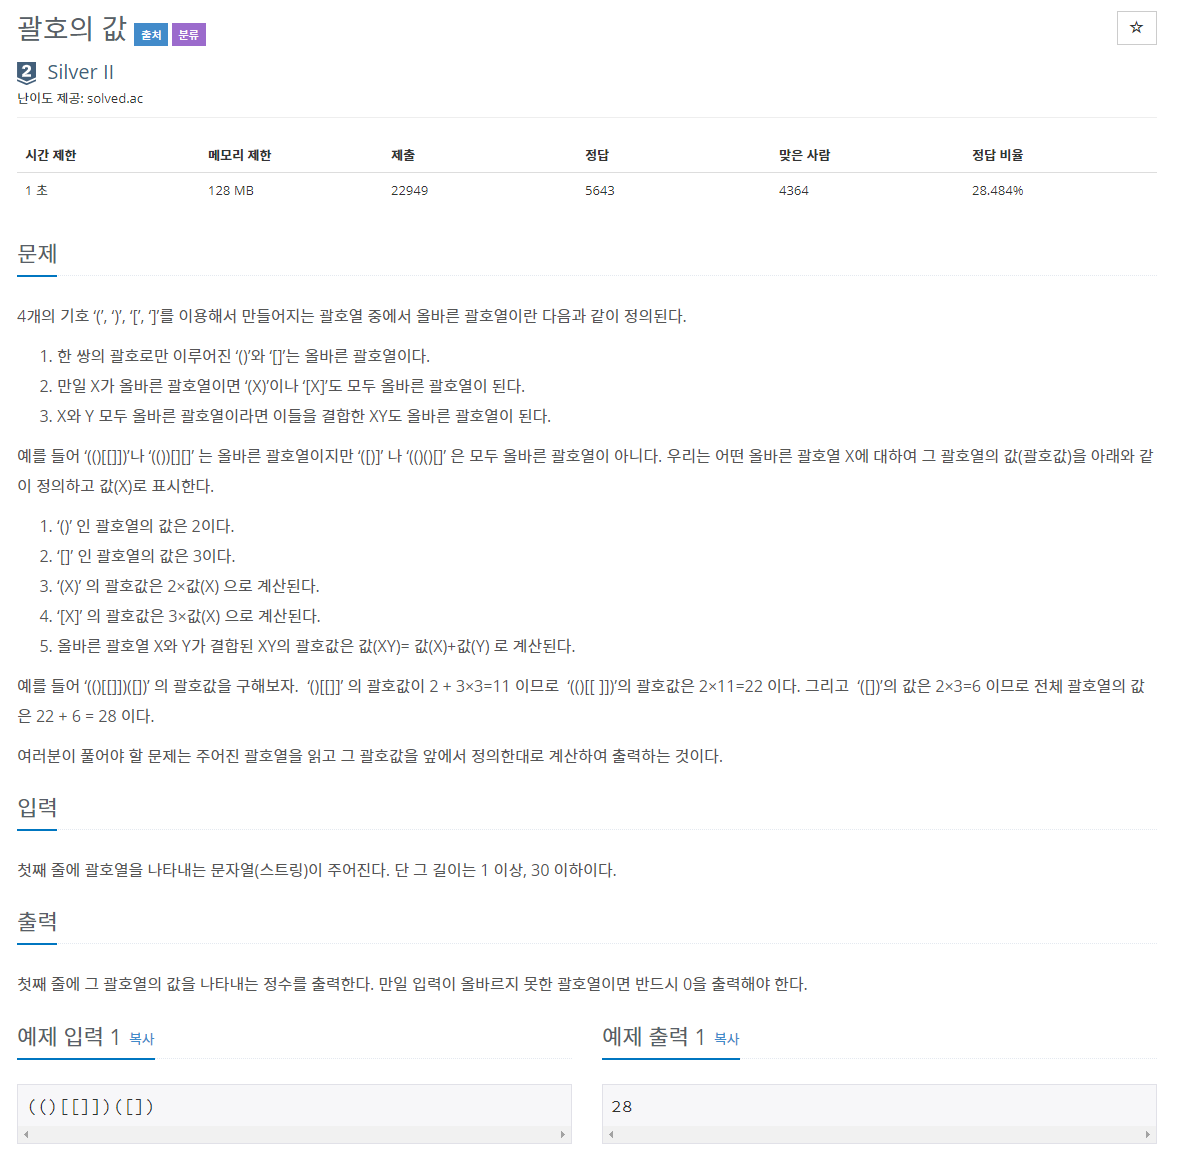 괄호의 값 출처 분류
☆
2 Silver II
난이도 제공: solved.ac
시간 제한 메모리 제한 제출 정답 맞은 사람 정답 비율
1 초 128 MB 22949 5643 4364 28.484%
문제
4개의 기호 ‘(’, ‘)’, ‘[’, ‘]’를 이용해서 만들어지는 괄호열 중에서 올바른 괄호열이란 다음과 같이 정의된다.
1. 한 쌍의 괄호로만 이루어진 ‘()’와 ‘[]’는 올바른 괄호열이다.
2. 만일 X가 올바른 괄호열이면 ‘(X)’이나 ‘[X]’도 모두 올바른 괄호열이 된다.
3. X와 Y 모두 올바른 괄호열이라면 이들을 결합한 XY도 올바른 괄호열이 된다.
예를 들어 ‘(()[[]])’나 ‘(())[][]’ 는 올바른 괄호열이지만 ‘([)]’ 나 ‘(()()[]’ 은 모두 올바른 괄호열이 아니다. 우리는 어떤 올바른 괄호열 X에 대하여 그 괄호열의 값(괄호값)을 아래와 같
이 정의하고 값(X)로 표시한다.
1. ‘()’ 인 괄호열의 값은 2이다.
2. ‘[]’ 인 괄호열의 값은 3이다.
3. ‘(X)’ 의 괄호값은 2×값(X) 으로 계산된다.
4. ‘[X]’ 의 괄호값은 3×값(X) 으로 계산된다.
5. 올바른 괄호열 X와 Y가 결합된 XY의 괄호값은 값(XY)= 값(X)+값(Y) 로 계산된다.
예를 들어 ‘(()[[]])([])’ 의 괄호값을 구해보자. ‘()[[]]’ 의 괄호값이 2 + 3×3=11 이므로 ‘(()[[ ]])’의 괄호값은 2×11=22 이다. 그리고 ‘([])’의 값은 2×3=6 이므로 전체 괄호열의 값
은 22 + 6 = 28 이다.
여러분이 풀어야 할 문제는 주어진 괄호열을 읽고 그 괄호값을 앞에서 정의한대로 계산하여 출력하는 것이다.
입력
첫째 줄에 괄호열을 나타내는 문자열(스트링)이 주어진다. 단 그 길이는 1 이상, 30 이하이다.
출력
첫째 줄에 그 괄호열의 값을 나타내는 정수를 출력한다. 만일 입력이 올바르지 못한 괄호열이면 반드시 0을 출력해야 한다.
예제 입력 1 복사
(()[[]])([])
예제 출력 1 복사
28